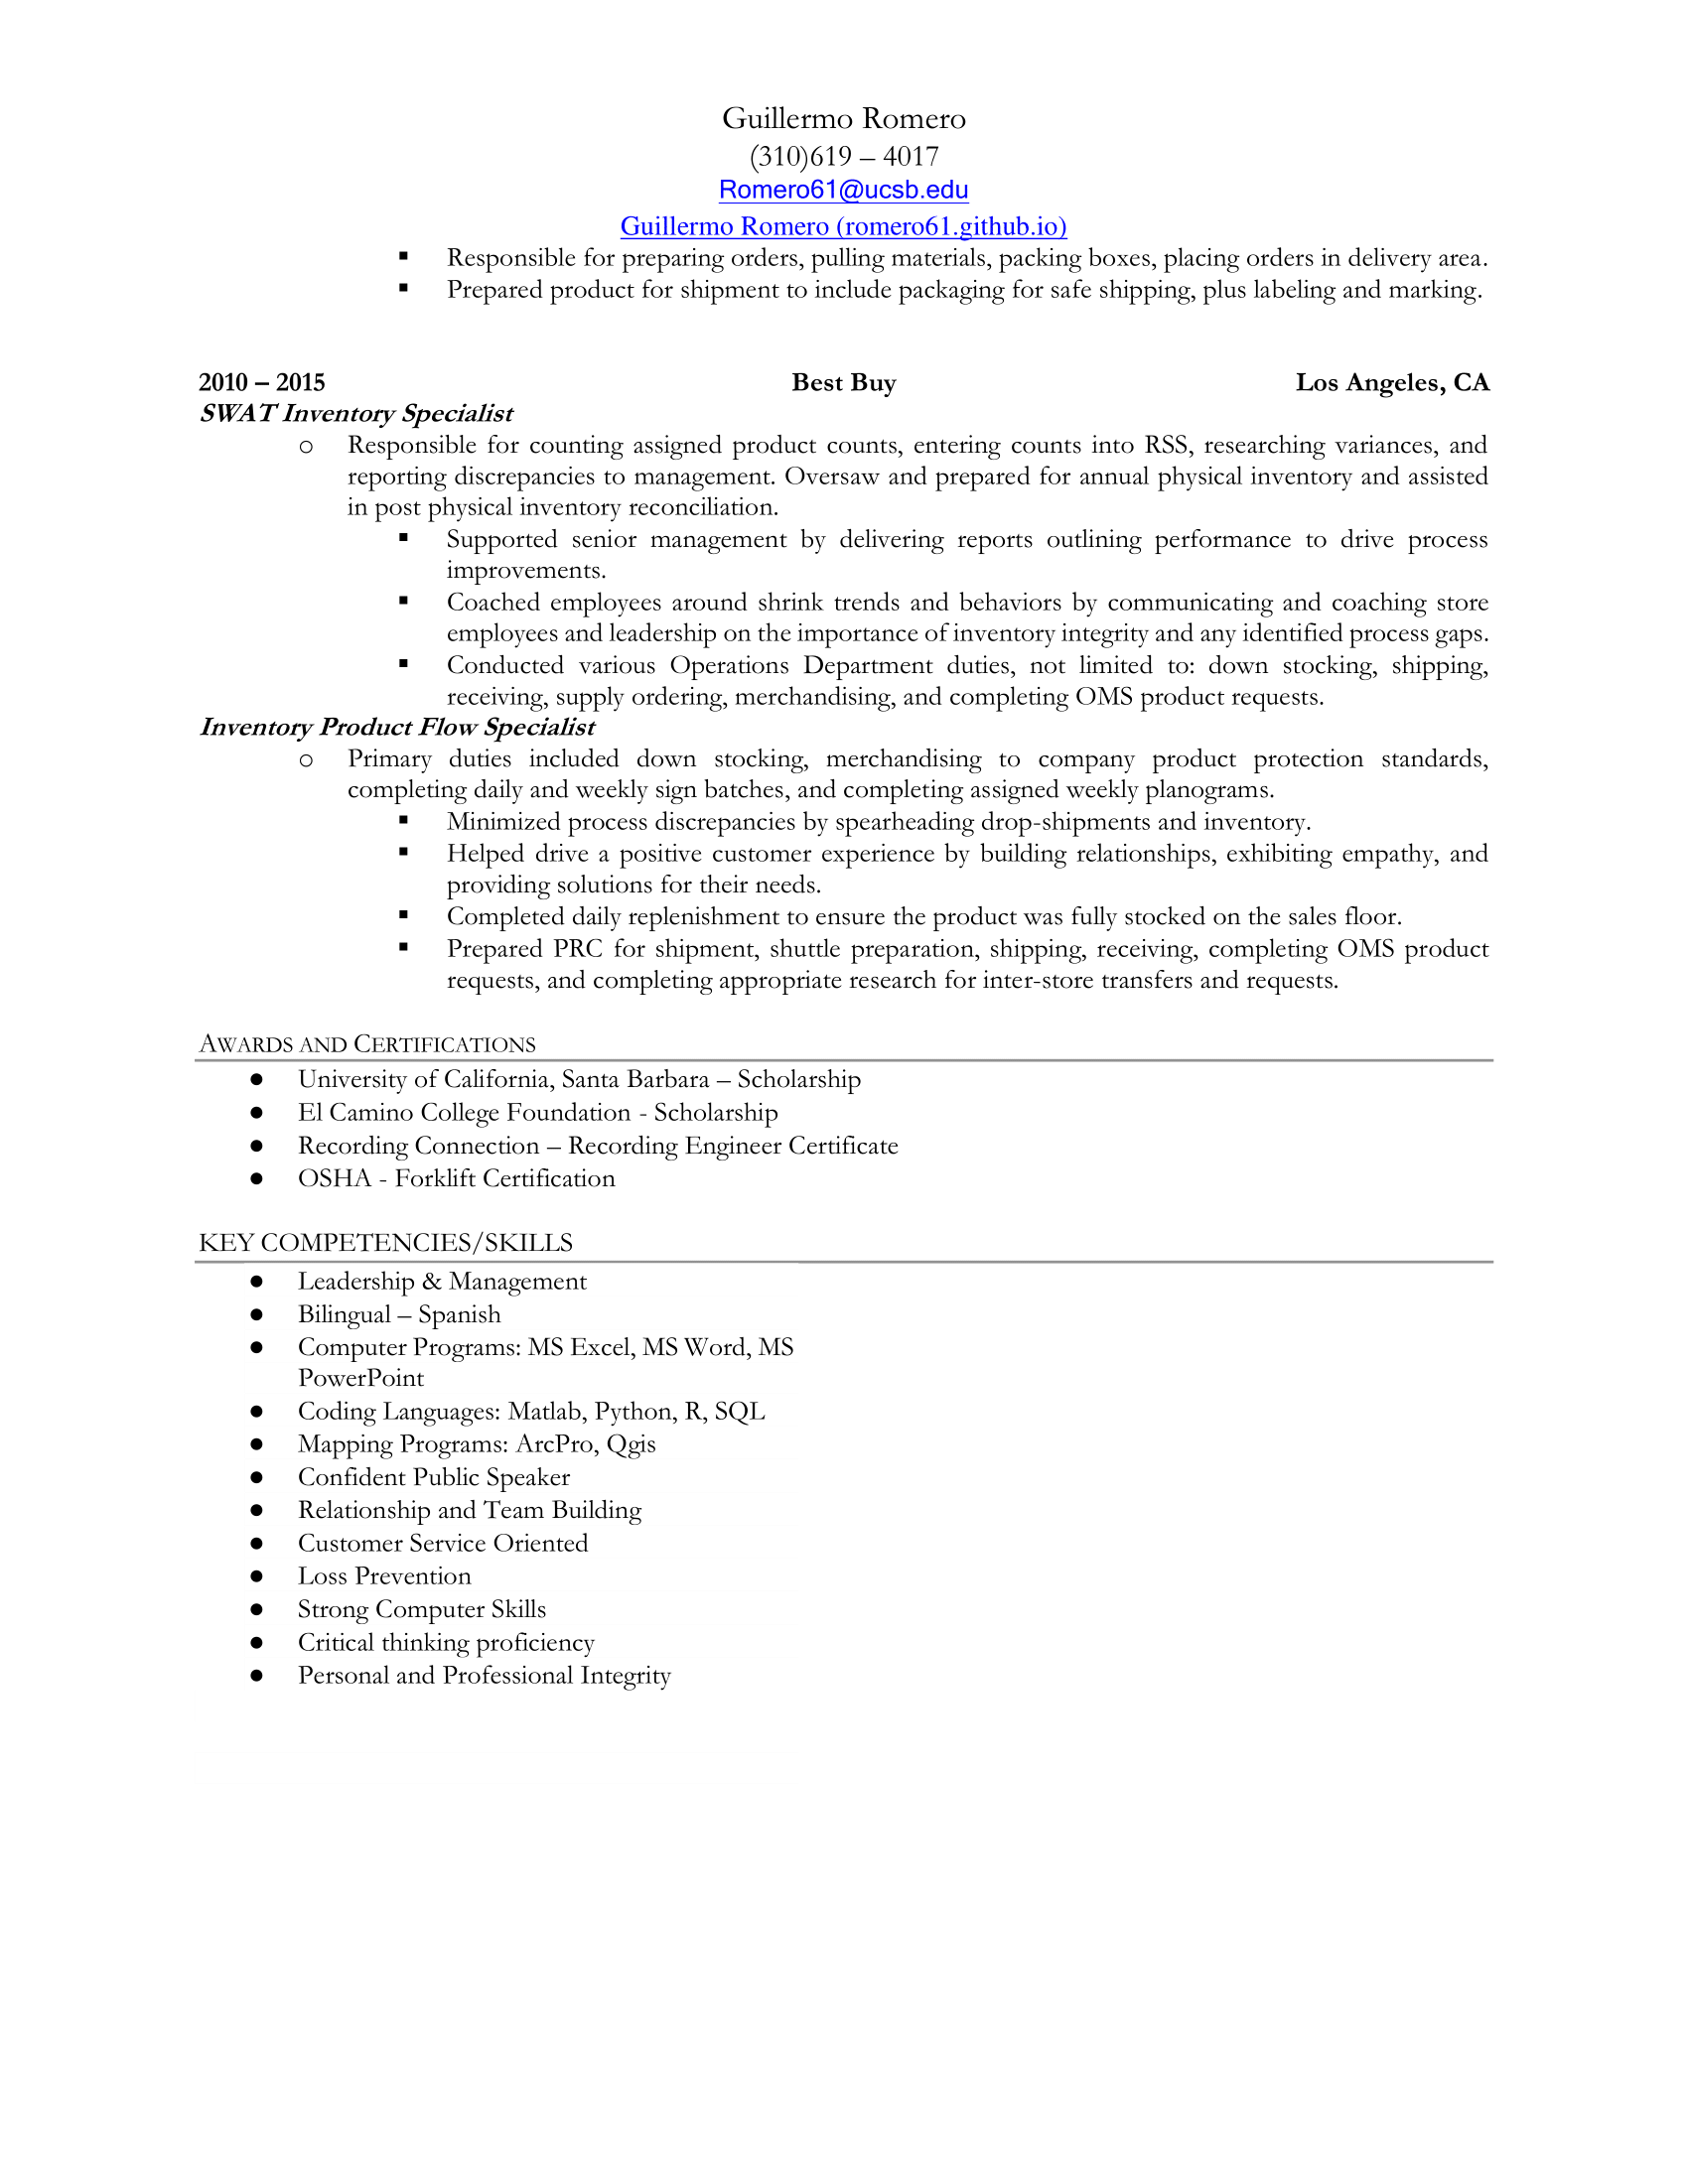 Guillermo Romero
(310)619 – 4017
Romero61@ucsb.edu
Guillermo Romero (romero61.github.io)
▪ Responsible for preparing orders, pulling materials, packing boxes, placing orders in delivery area.
▪ Prepared product for shipment to include packaging for safe shipping, plus labeling and marking.
2010 – 2015 Best Buy Los Angeles, CA
SWAT Inventory Specialist
o Responsible for counting assigned product counts, entering counts into RSS, researching variances, and
reporting discrepancies to management. Oversaw and prepared for annual physical inventory and assisted
in post physical inventory reconciliation.
▪ Supported senior management by delivering reports outlining performance to drive process
improvements.
▪ Coached employees around shrink trends and behaviors by communicating and coaching store
employees and leadership on the importance of inventory integrity and any identified process gaps.
▪ Conducted various Operations Department duties, not limited to: down stocking, shipping,
receiving, supply ordering, merchandising, and completing OMS product requests.
Inventory Product Flow Specialist
o Primary duties included down stocking, merchandising to company product protection standards,
completing daily and weekly sign batches, and completing assigned weekly planograms.
▪ Minimized process discrepancies by spearheading drop-shipments and inventory.
▪ Helped drive a positive customer experience by building relationships, exhibiting empathy, and
providing solutions for their needs.
▪ Completed daily replenishment to ensure the product was fully stocked on the sales floor.
▪ Prepared PRC for shipment, shuttle preparation, shipping, receiving, completing OMS product
requests, and completing appropriate research for inter-store transfers and requests.
AWARDS AND CERTIFICATIONS
● University of California, Santa Barbara – Scholarship
● El Camino College Foundation - Scholarship
● Recording Connection – Recording Engineer Certificate
● OSHA - Forklift Certification
KEY COMPETENCIES/SKILLS
● Leadership & Management
● Bilingual – Spanish
● Computer Programs: MS Excel, MS Word, MS
PowerPoint
● Coding Languages: Matlab, Python, R, SQL
● Mapping Programs: ArcPro, Qgis
● Confident Public Speaker
● Relationship and Team Building
● Customer Service Oriented
● Loss Prevention
● Strong Computer Skills
● Critical thinking proficiency
● Personal and Professional Integrity